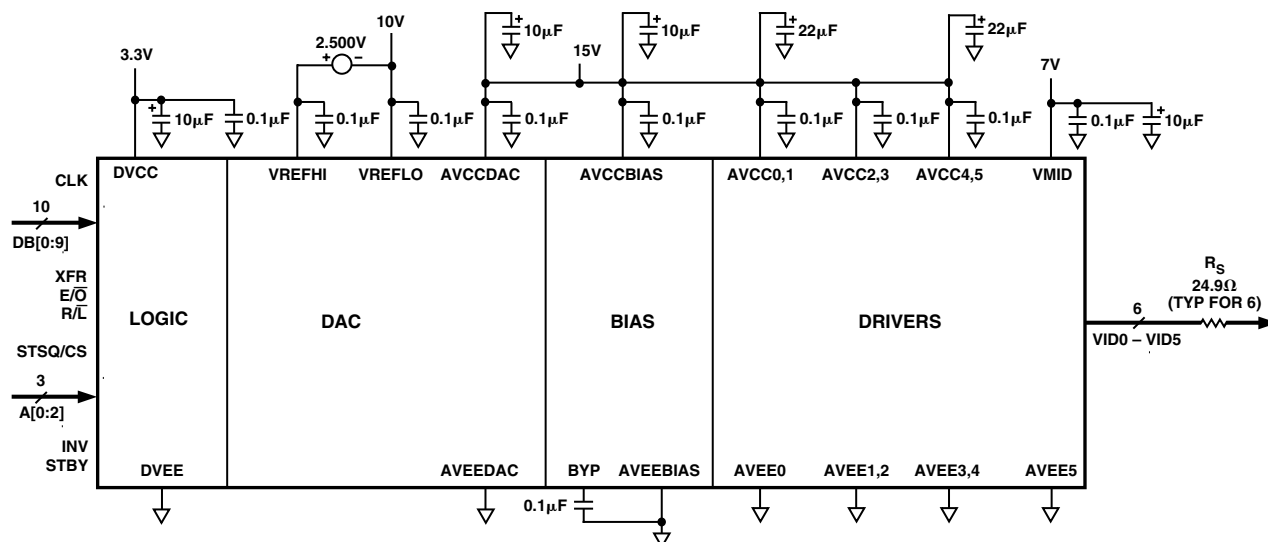 10V
2.500V
+ −
3.3V
+
10μF
0.1μF
0.1μF
0.1μF
+
10μF
15V
+
10μF
+
22μF
+
22μF
7V
0.1μF
0.1μF
0.1μF
0.1μF
0.1μF
0.1μF
+
10μF
DVCC
VREFHI
VREFLO
AVCCDAC
AVCCBIAS
AVCC0,1
AVCC2,3
AVCC4,5
VMID
CLK
10
DB[0:9]
XFR
E/O̅
R/L̅
STSQ/CS
3
A[0:2]
INV
STBY
LOGIC
DAC
BIAS
DRIVERS
RS
24.9Ω
(TYP FOR 6)
6
VID0 – VID5
DVEE
AVEEDAC
BYP
AVEEBIAS
AVEE0
AVEE1,2
AVEE3,4
AVEE5
0.1μF